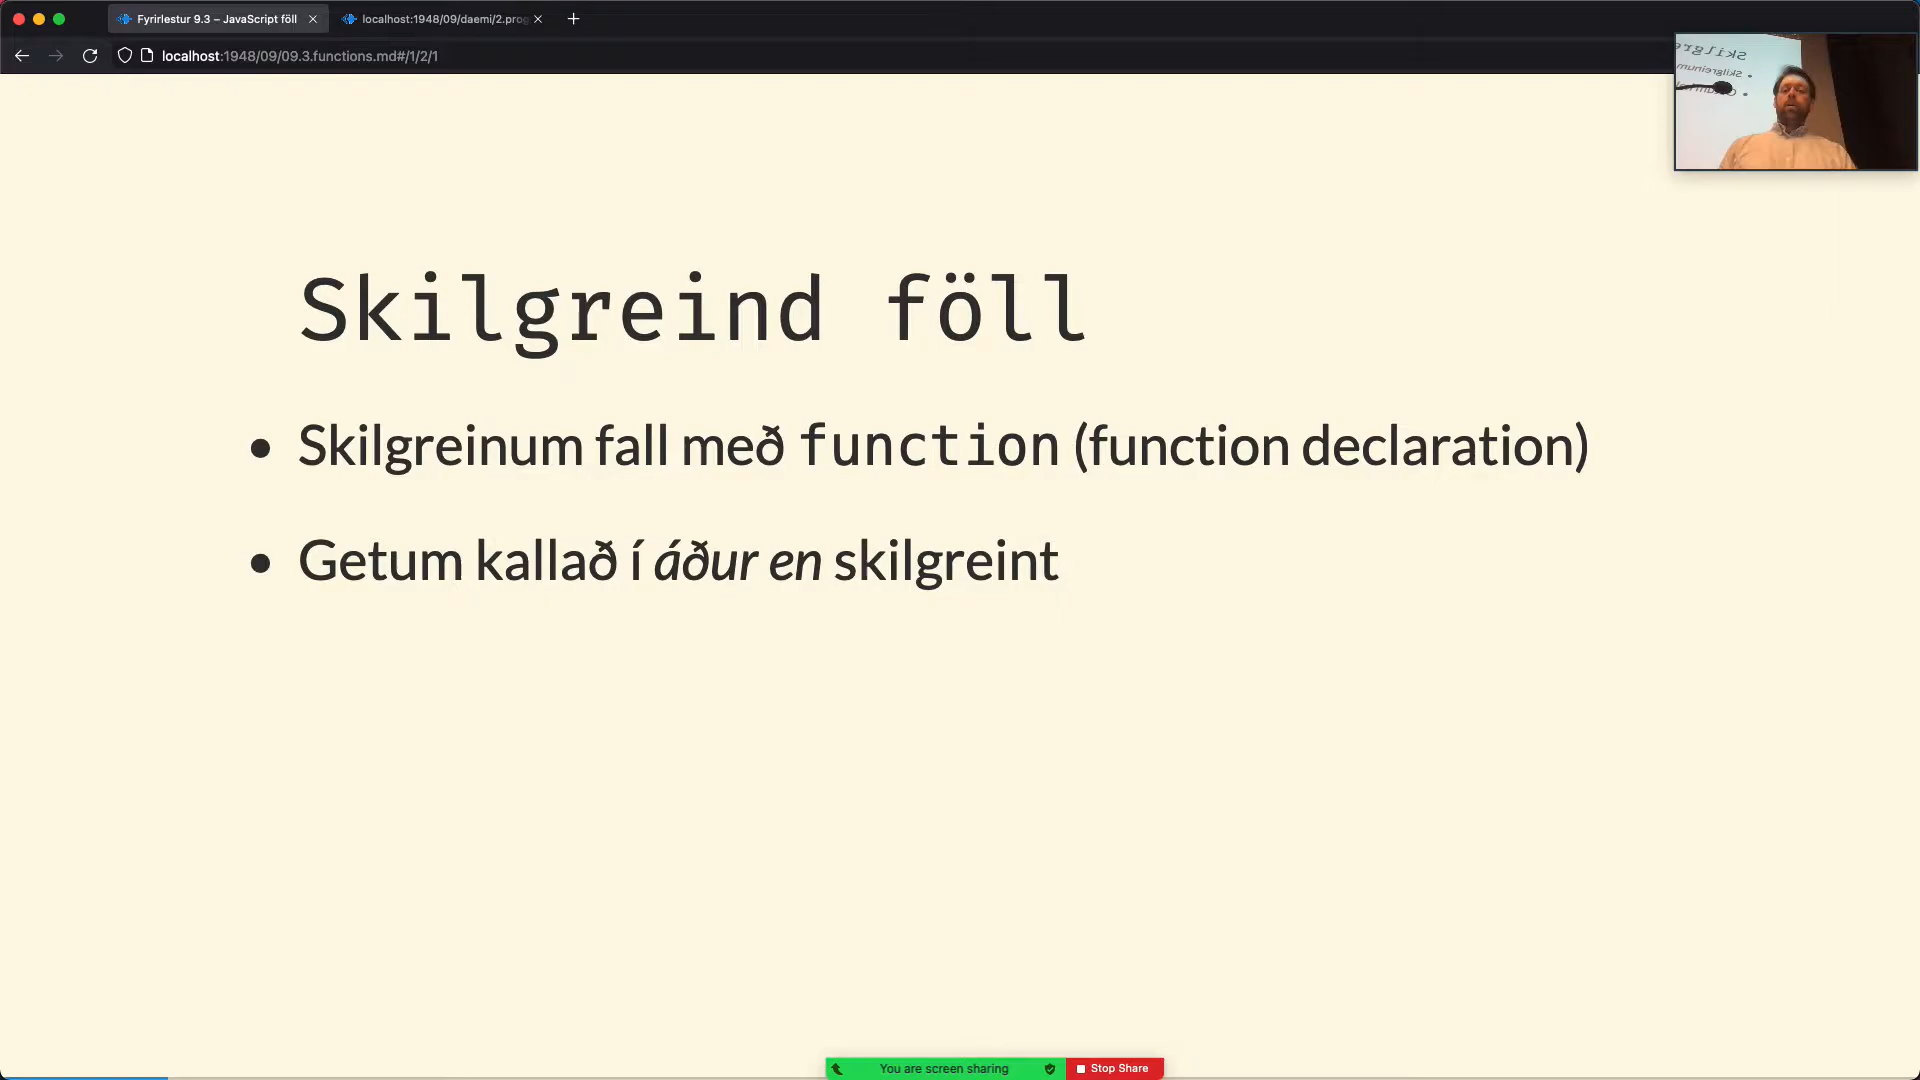 Fyrirlestur 9.3 – JavaScript föll
localhost:1948/09/daemi/2.prog
localhost:1948/09/09.3.functions.md#/1/2/1
Skilgreind föll
Skilgreinum fall með function (function declaration)
Getum kallað í áður en skilgreint
You are screen sharing
Stop Share